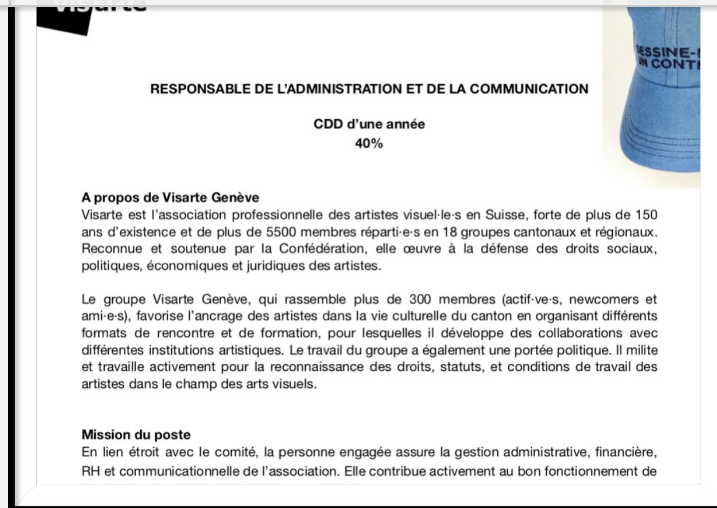 visarte
DESSINE-
UN CONT
RESPONSABLE DE L'ADMINISTRATION ET DE LA COMMUNICATION
CDD d'une année
40%
A propos de Visarte Genève
Visarte est l'association professionnelle des artistes visuel·le·s en Suisse, forte de plus de 150
ans d'existence et de plus de 5500 membres réparti·e·s en 18 groupes cantonaux et régionaux.
Reconnue et soutenue par la Confédération, elle œuvre à la défense des droits sociaux,
politiques, économiques et juridiques des artistes.
Le groupe Visarte Genève, qui rassemble plus de 300 membres (actif·ve·s, newcomers et
ami·e·s), favorise l'ancrage des artistes dans la vie culturelle du canton en organisant différents
formats de rencontre et de formation, pour lesquelles il développe des collaborations avec
différentes institutions artistiques. Le travail du groupe a également une portée politique. Il milite
et travaille activement pour la reconnaissance des droits, statuts, et conditions de travail des
artistes dans le champ des arts visuels.
Mission du poste
En lien étroit avec le comité, la personne engagée assure la gestion administrative, financière,
RH et communicationnelle de l'association. Elle contribue activement au bon fonctionnement de